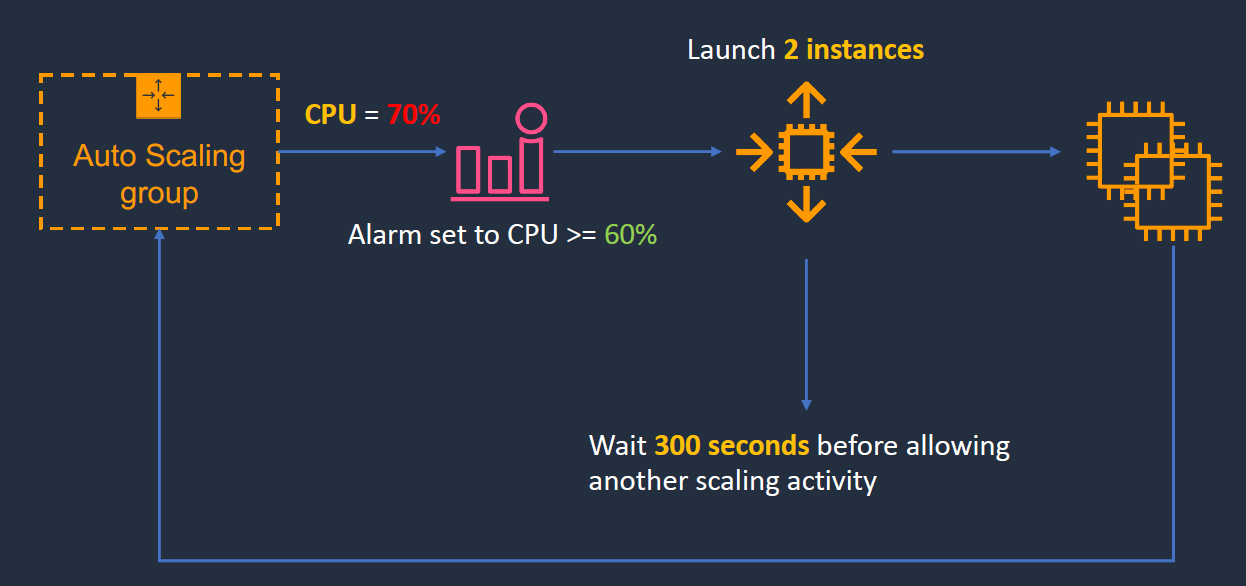 Launch 2 instances
CPU = 70%
Auto Scaling
group
Alarm set to CPU >= 60%
Wait 300 seconds before allowing
another scaling activity